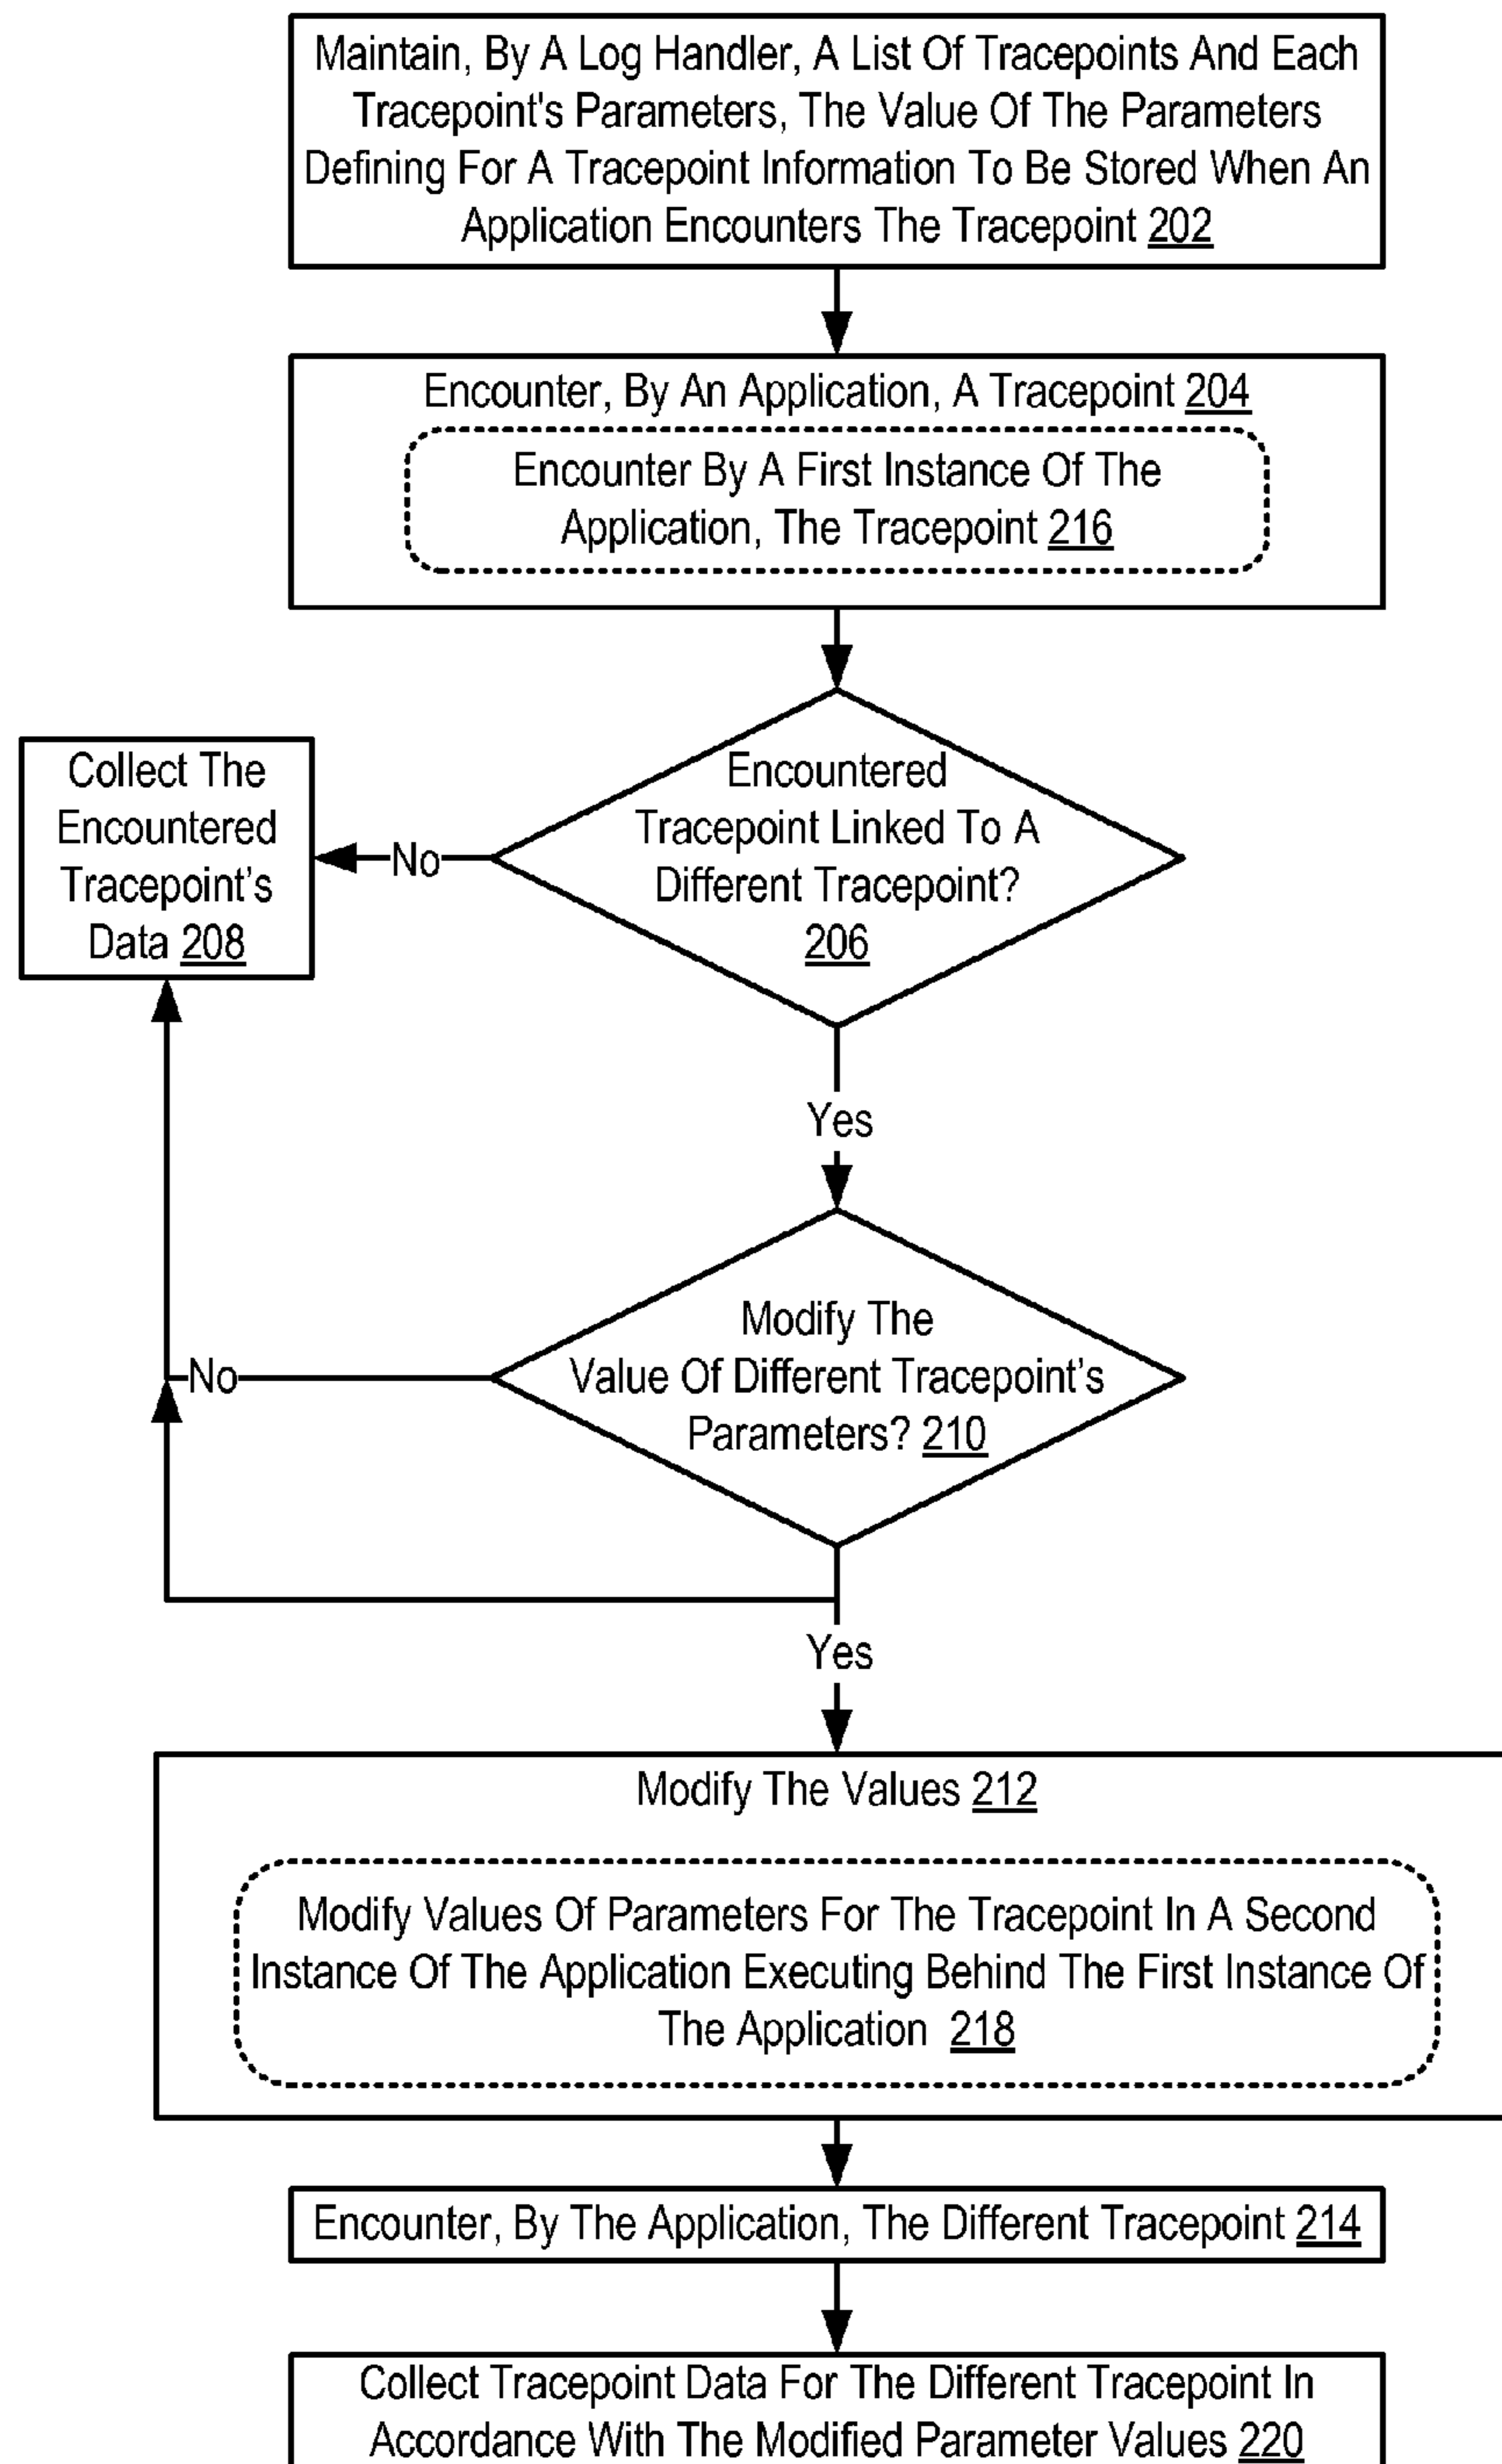 Maintain, By A Log Handler, A List Of Tracepoints And Each
Tracepoint's Parameters, The Value Of The Parameters
Defining For A Tracepoint Information To Be Stored When An
Application Encounters The Tracepoint 202
Encounter, By An Application, A Tracepoint 204
Encounter By A First Instance Of The
Application, The Tracepoint 216
Encountered
Tracepoint Linked To A
Different Tracepoint?
206
No
Collect The
Encountered
Tracepoint’s
Data 208
Yes
Modify The
Value Of Different Tracepoint’s
Parameters? 210
No
Yes
Modify The Values 212
Modify Values Of Parameters For The Tracepoint In A Second
Instance Of The Application Executing Behind The First Instance Of
The Application 218
Encounter, By The Application, The Different Tracepoint 214
Collect Tracepoint Data For The Different Tracepoint In
Accordance With The Modified Parameter Values 220